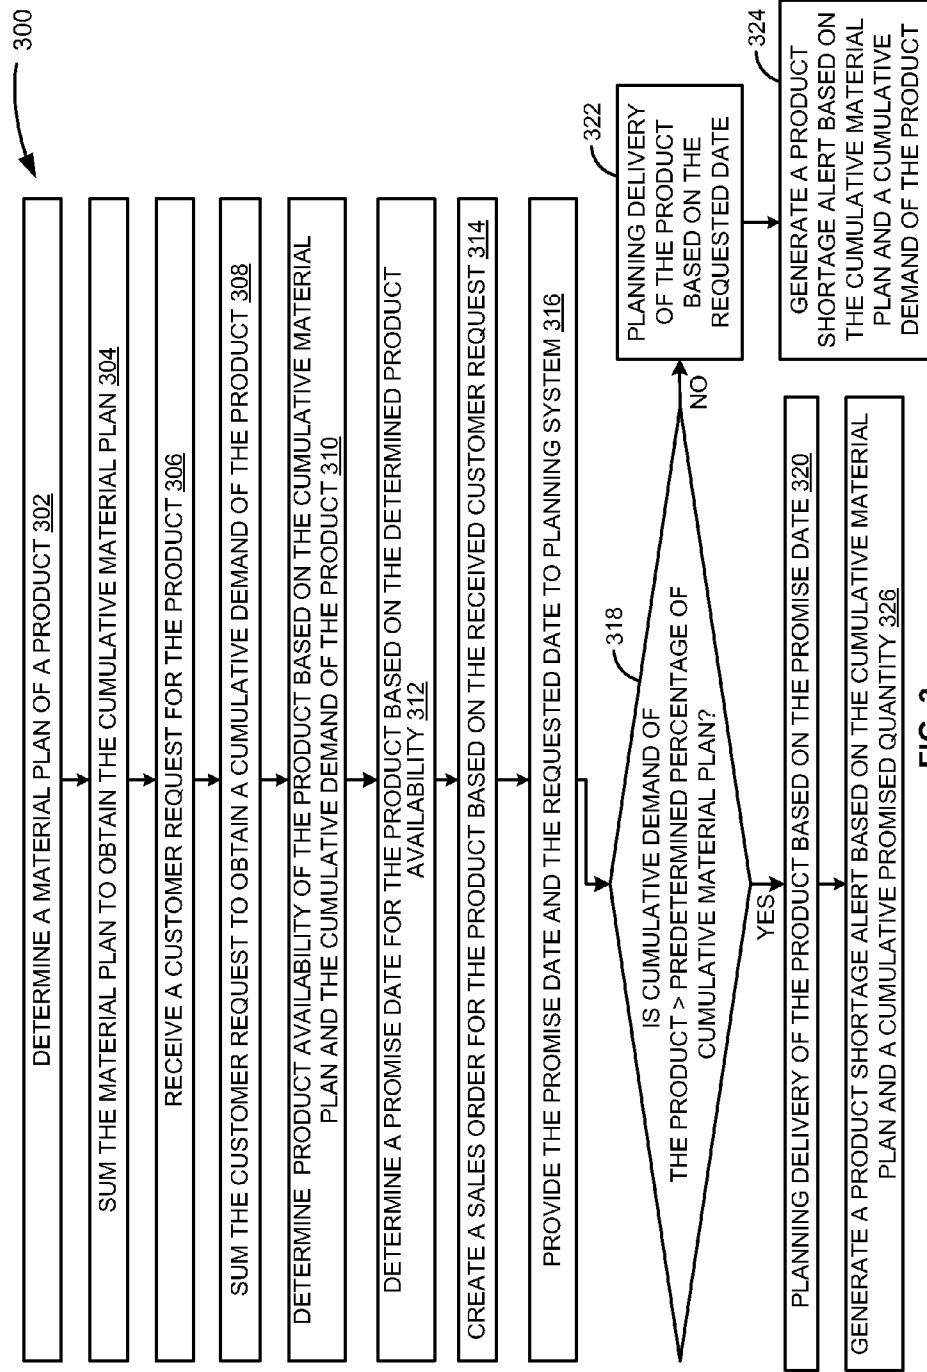 300
DETERMINE A MATERIAL PLAN OF A PRODUCT 302
SUM THE MATERIAL PLAN TO OBTAIN THE CUMULATIVE MATERIAL PLAN 304
RECEIVE A CUSTOMER REQUEST FOR THE PRODUCT 306
SUM THE CUSTOMER REQUEST TO OBTAIN A CUMULATIVE DEMAND OF THE PRODUCT 308
DETERMINE PRODUCT AVAILABILITY OF THE PRODUCT BASED ON THE CUMULATIVE MATERIAL
PLAN AND THE CUMULATIVE DEMAND OF THE PRODUCT 310
DETERMINE A PROMISE DATE FOR THE PRODUCT BASED ON THE DETERMINED PRODUCT
AVAILABILITY 312
CREATE A SALES ORDER FOR THE PRODUCT BASED ON THE RECEIVED CUSTOMER REQUEST 314
PROVIDE THE PROMISE DATE AND THE REQUESTED DATE TO PLANNING SYSTEM 316
318
IS CUMULATIVE DEMAND OF
THE PRODUCT > PREDETERMINED PERCENTAGE OF
CUMULATIVE MATERIAL PLAN?
NO
322
PLANNING DELIVERY
OF THE PRODUCT
BASED ON THE
REQUESTED DATE
324
GENERATE A PRODUCT
SHORTAGE ALERT BASED ON
THE CUMULATIVE MATERIAL
PLAN AND A CUMULATIVE
DEMAND OF THE PRODUCT
YES
PLANNING DELIVERY OF THE PRODUCT BASED ON THE PROMISE DATE 320
GENERATE A PRODUCT SHORTAGE ALERT BASED ON THE CUMULATIVE MATERIAL
PLAN AND A CUMULATIVE PROMISED QUANTITY 326